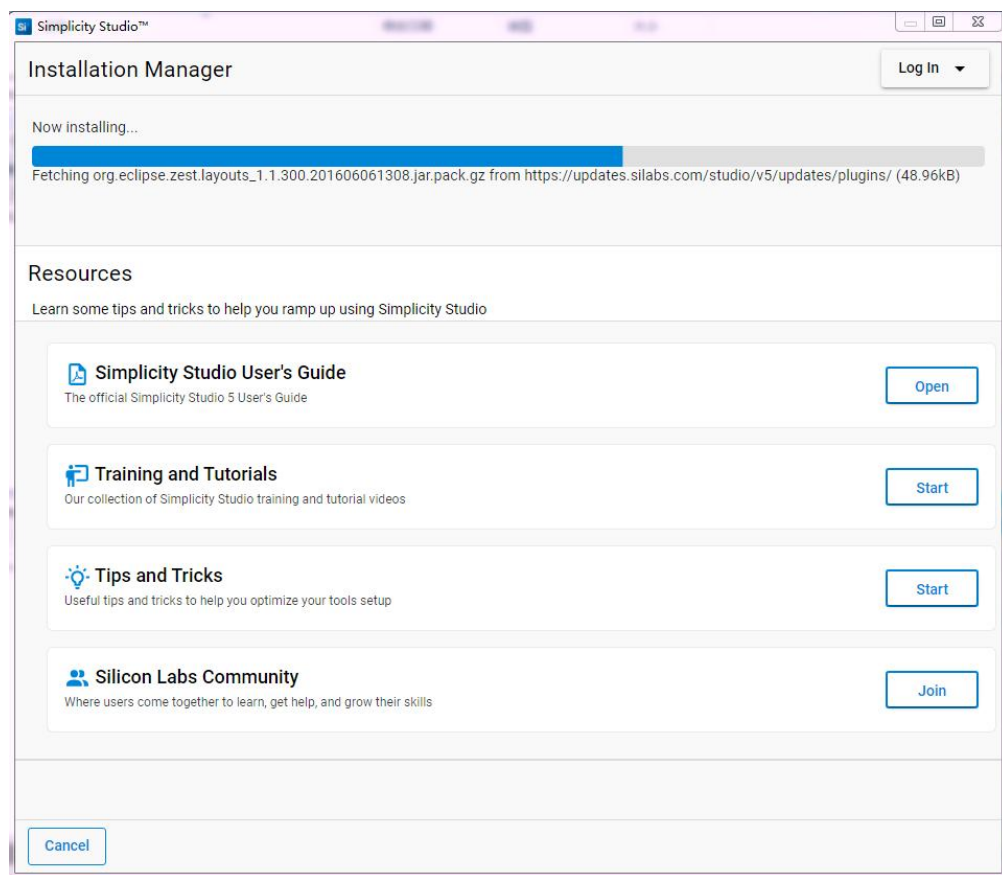 Si Simplicity Studio™
Installation Manager
Log In
Now installing...
Fetching org.eclipse.zest.layouts_1.1.300.201606061308.jar.pack.gz from https://updates.silabs.com/studio/v5/updates/plugins/ (48.96kB)
Resources
Learn some tips and tricks to help you ramp up using Simplicity Studio
Simplicity Studio User's Guide
The official Simplicity Studio 5 User's Guide
Open
Training and Tutorials
Our collection of Simplicity Studio training and tutorial videos
Start
Tips and Tricks
Useful tips and tricks to help you optimize your tools setup
Start
Silicon Labs Community
Where users come together to learn, get help, and grow their skills
Join
Cancel